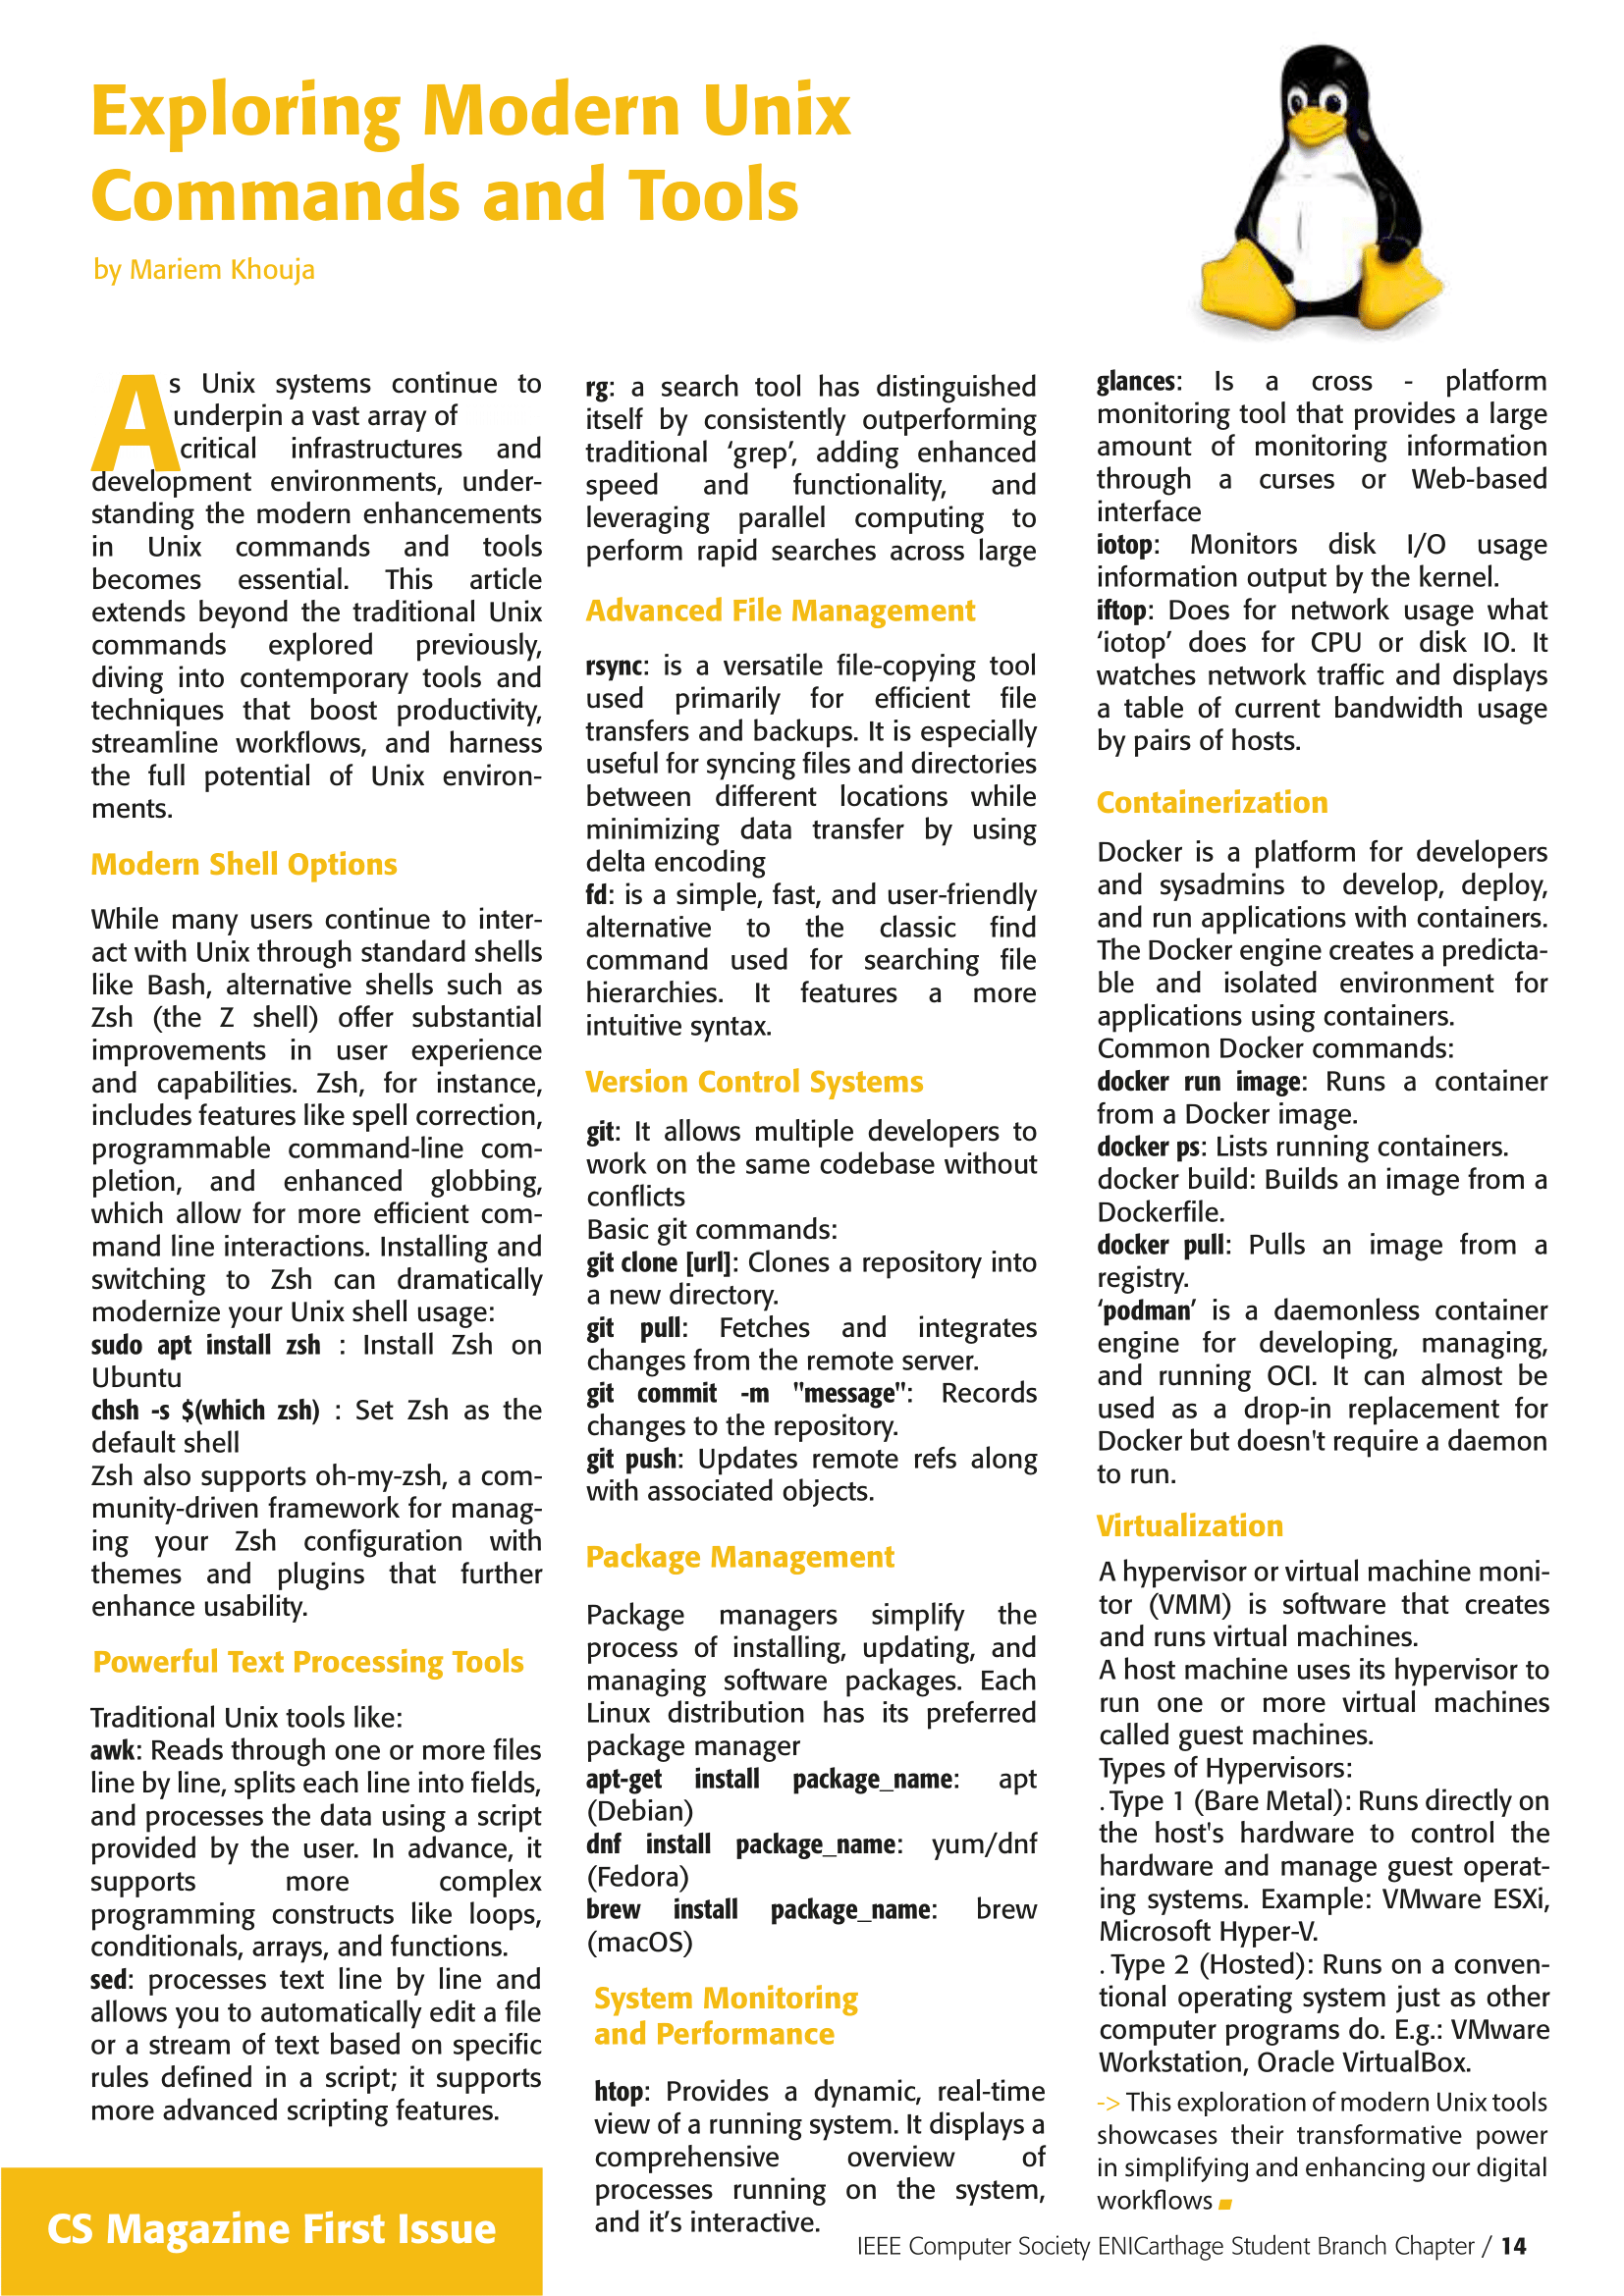 Exploring Modern Unix
Commands and Tools
by Mariem Khouja
As Unix systems continue to
underpin a vast array of
critical infrastructures and
development environments, under-
standing the modern enhancements
in Unix commands and tools
becomes essential. This article
extends beyond the traditional Unix
commands explored previously,
diving into contemporary tools and
techniques that boost productivity,
streamline workflows, and harness
the full potential of Unix environ-
ments.
Modern Shell Options
While many users continue to inter-
act with Unix through standard shells
like Bash, alternative shells such as
Zsh (the Z shell) offer substantial
improvements in user experience
and capabilities. Zsh, for instance,
includes features like spell correction,
programmable command-line com-
pletion, and enhanced globbing,
which allow for more efficient com-
mand line interactions. Installing and
switching to Zsh can dramatically
modernize your Unix shell usage:
sudo apt install zsh : Install Zsh on
Ubuntu
chsh -s $(which zsh) : Set Zsh as the
default shell
Zsh also supports oh-my-zsh, a com-
munity-driven framework for manag-
ing your Zsh configuration with
themes and plugins that further
enhance usability.
Powerful Text Processing Tools
Traditional Unix tools like:
awk: Reads through one or more files
line by line, splits each line into fields,
and processes the data using a script
provided by the user. In advance, it
supports more complex
programming constructs like loops,
conditionals, arrays, and functions.
sed: processes text line by line and
allows you to automatically edit a file
or a stream of text based on specific
rules defined in a script; it supports
more advanced scripting features.
rg: a search tool has distinguished
itself by consistently outperforming
traditional ‘grep’, adding enhanced
speed and functionality, and
leveraging parallel computing to
perform rapid searches across large
Advanced File Management
rsync: is a versatile file-copying tool
used primarily for efficient file
transfers and backups. It is especially
useful for syncing files and directories
between different locations while
minimizing data transfer by using
delta encoding
fd: is a simple, fast, and user-friendly
alternative to the classic find
command used for searching file
hierarchies. It features a more
intuitive syntax.
Version Control Systems
git: It allows multiple developers to
work on the same codebase without
conflicts
Basic git commands:
git clone [url]: Clones a repository into
a new directory.
git pull: Fetches and integrates
changes from the remote server.
git commit -m "message": Records
changes to the repository.
git push: Updates remote refs along
with associated objects.
Package Management
Package managers simplify the
process of installing, updating, and
managing software packages. Each
Linux distribution has its preferred
package manager
apt-get install package_name: apt
(Debian)
dnf install package_name: yum/dnf
(Fedora)
brew install package_name: brew
(macOS)
System Monitoring
and Performance
htop: Provides a dynamic, real-time
view of a running system. It displays a
comprehensive overview of
processes running on the system,
and it’s interactive.
glances: Is a cross - platform
monitoring tool that provides a large
amount of monitoring information
through a curses or Web-based
interface
iotop: Monitors disk I/O usage
information output by the kernel.
iftop: Does for network usage what
‘iotop’ does for CPU or disk IO. It
watches network traffic and displays
a table of current bandwidth usage
by pairs of hosts.
Containerization
Docker is a platform for developers
and sysadmins to develop, deploy,
and run applications with containers.
The Docker engine creates a predicta-
ble and isolated environment for
applications using containers.
Common Docker commands:
docker run image: Runs a container
from a Docker image.
docker ps: Lists running containers.
docker build: Builds an image from a
Dockerfile.
docker pull: Pulls an image from a
registry.
‘podman’ is a daemonless container
engine for developing, managing,
and running OCI. It can almost be
used as a drop-in replacement for
Docker but doesn't require a daemon
to run.
Virtualization
A hypervisor or virtual machine moni-
tor (VMM) is software that creates
and runs virtual machines.
A host machine uses its hypervisor to
run one or more virtual machines
called guest machines.
Types of Hypervisors:
. Type 1 (Bare Metal): Runs directly on
the host's hardware to control the
hardware and manage guest operat-
ing systems. Example: VMware ESXi,
Microsoft Hyper-V.
. Type 2 (Hosted): Runs on a conven-
tional operating system just as other
computer programs do. E.g.: VMware
Workstation, Oracle VirtualBox.
-> This exploration of modern Unix tools
showcases their transformative power
in simplifying and enhancing our digital
workflows
CS Magazine First Issue
IEEE Computer Society ENICarthage Student Branch Chapter / 14